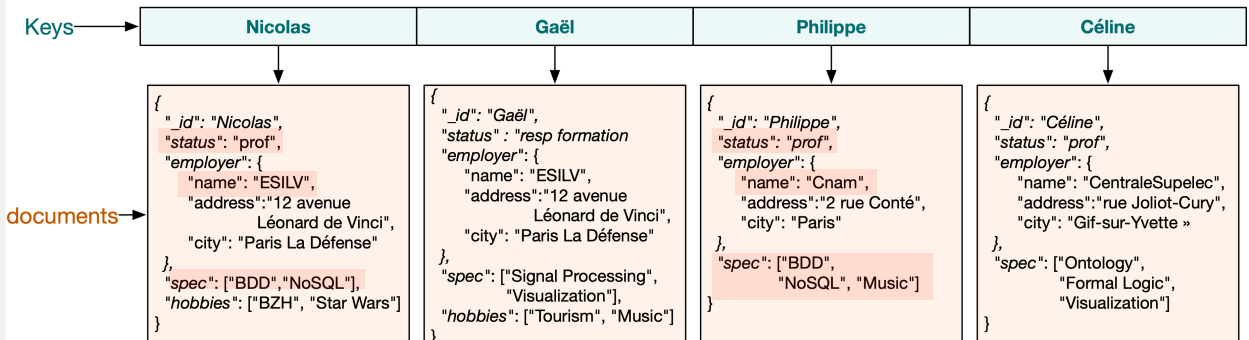 Keys
Nicolas
Gaël
Philippe
Céline
documents
{
"_id": "Nicolas",
"status": "prof",
"employer": {
"name": "ESILV",
"address":"12 avenue
Léonard de Vinci",
"city": "Paris La Défense"
},
"spec": ["BDD","NoSQL"],
"hobbies": ["BZH", "Star Wars"]
}
{
"_id": "Gaël",
"status" : "resp formation
"employer": {
"name": "ESILV",
"address":"12 avenue
Léonard de Vinci",
"city": "Paris La Défense"
},
"spec": ["Signal Processing",
"Visualization"],
"hobbies": ["Tourism", "Music"]
}
{
"_id": "Philippe",
"status": "prof",
"employer": {
"name": "Cnam",
"address":"2 rue Conté",
"city": "Paris"
},
"spec": ["BDD",
"NoSQL", "Music"]
}
{
"_id": "Céline",
"status": "prof",
"employer": {
"name": "CentraleSupelec",
"address":"rue Joliot-Cury",
"city": "Gif-sur-Yvette »
},
"spec": ["Ontology",
"Formal Logic",
"Visualization"]
}